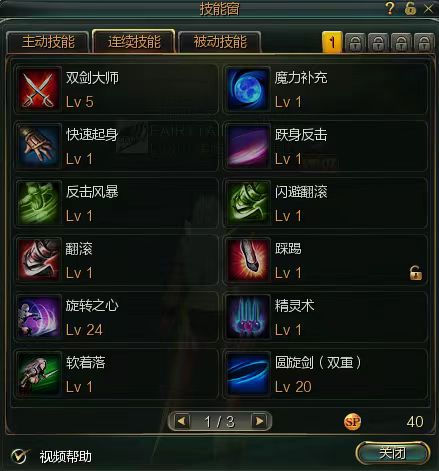 技能窗
主动技能 连续技能 被动技能 1
双剑大师 魔力补充
Lv 5 Lv 1
快速起身 跃身反击
Lv 1 Lv 1
反击风暴 闪避翻滚
Lv 1 Lv 1
翻滚 踩踢
Lv 1 Lv 1
旋转之心 精灵术
Lv 24 Lv 1
软着落 圆旋剑（双重）
Lv 1 Lv 20
1 / 3 SP 40
视频帮助 关闭